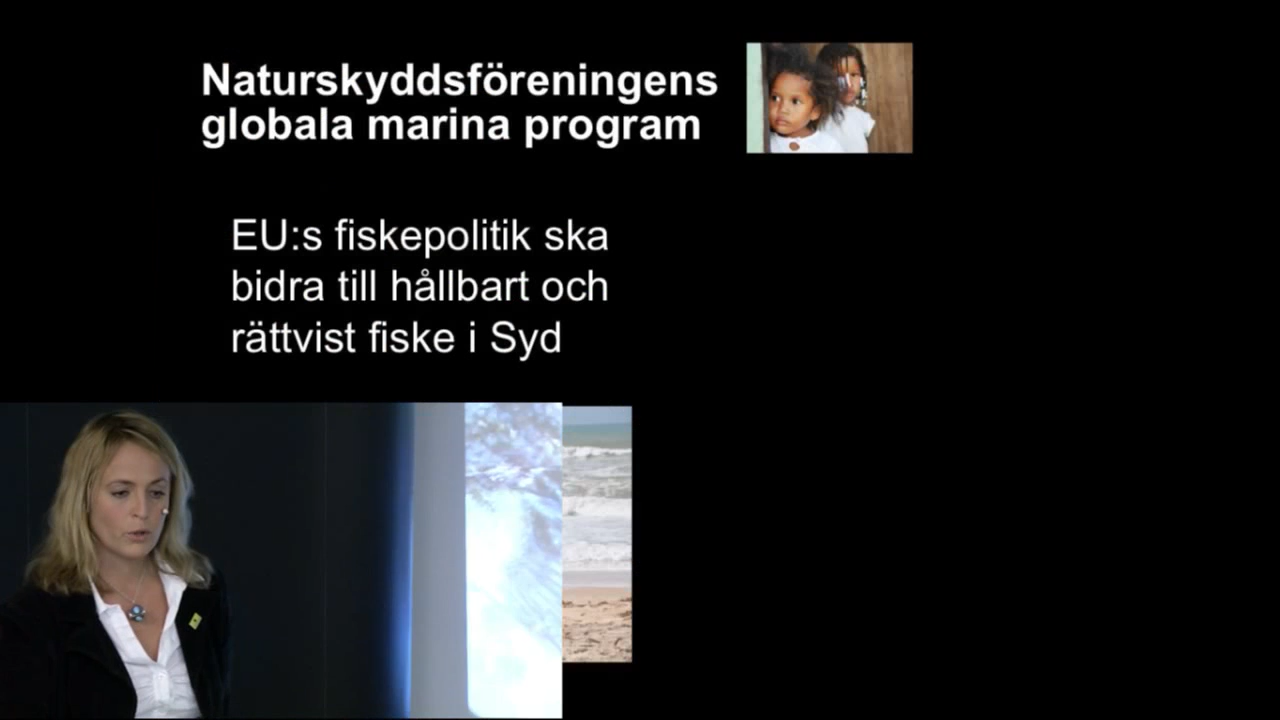 Naturskyddsföreningens
globala marina program
EU:s fiskepolitik ska
bidra till hållbart och
rättvist fiske i Syd